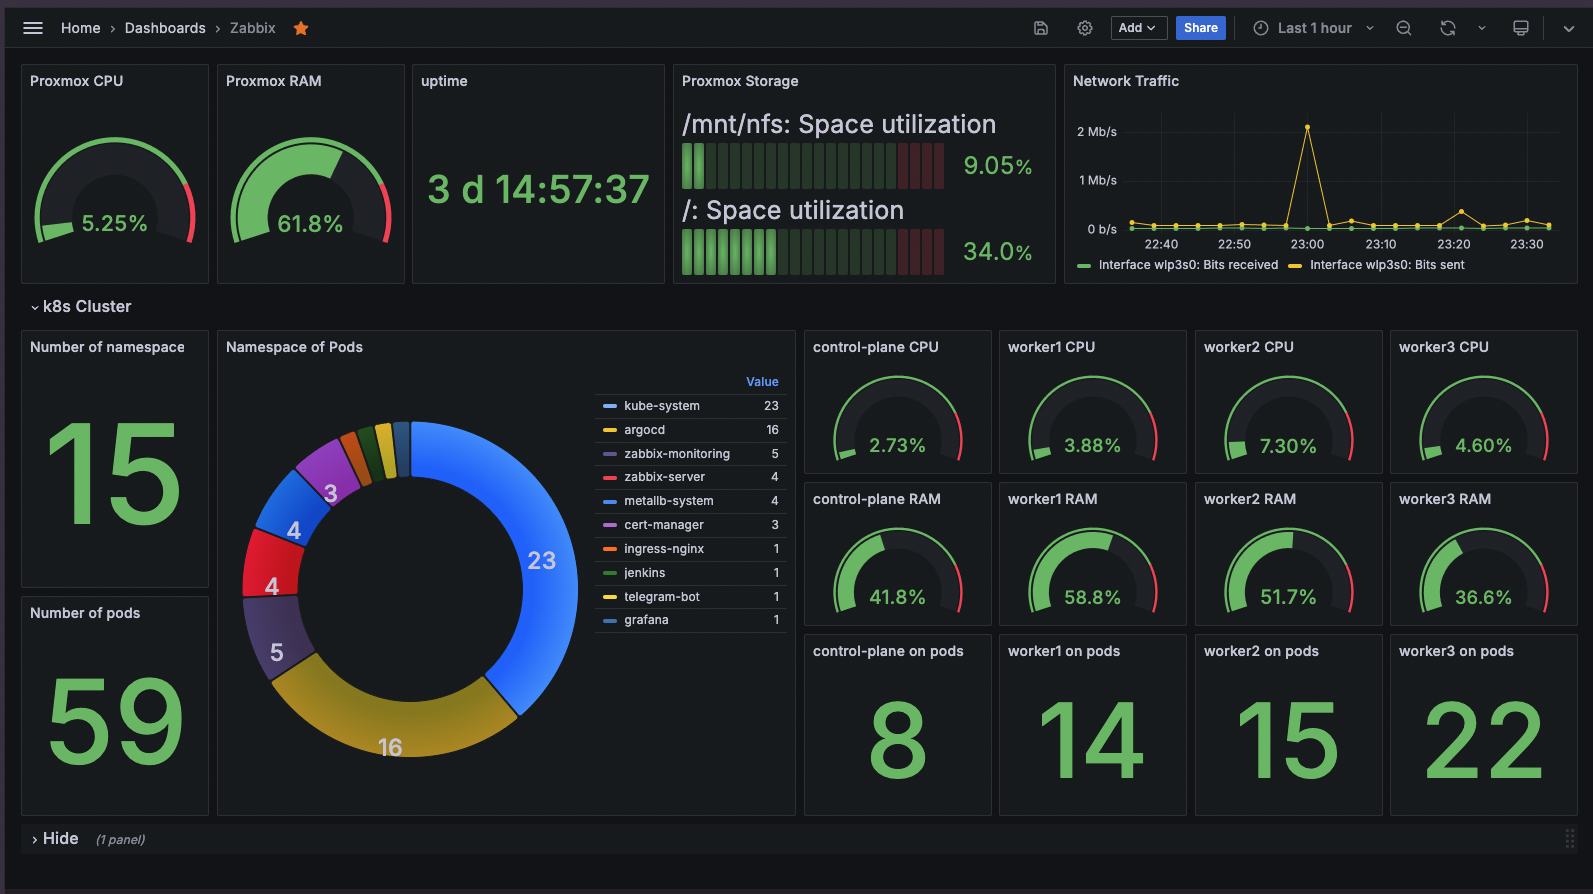 Home › Dashboards › Zabbix
Add
Share
Last 1 hour
Proxmox CPU
5.25%
Proxmox RAM
61.8%
uptime
3 d 14:57:37
Proxmox Storage
/mnt/nfs: Space utilization
9.05%
/: Space utilization
34.0%
Network Traffic
2 Mb/s
1 Mb/s
0 b/s
22:40 22:50 23:00 23:10 23:20 23:30
Interface wlp3s0: Bits received Interface wlp3s0: Bits sent
k8s Cluster
Number of namespace
15
Number of pods
59
Namespace of Pods
23
16
5
4
4
3
Value
kube-system 23
argocd 16
zabbix-monitoring 5
zabbix-server 4
metallb-system 4
cert-manager 3
ingress-nginx 1
jenkins 1
telegram-bot 1
grafana 1
control-plane CPU
2.73%
worker1 CPU
3.88%
worker2 CPU
7.30%
worker3 CPU
4.60%
control-plane RAM
41.8%
worker1 RAM
58.8%
worker2 RAM
51.7%
worker3 RAM
36.6%
control-plane on pods
8
worker1 on pods
14
worker2 on pods
15
worker3 on pods
22
Hide (1 panel)